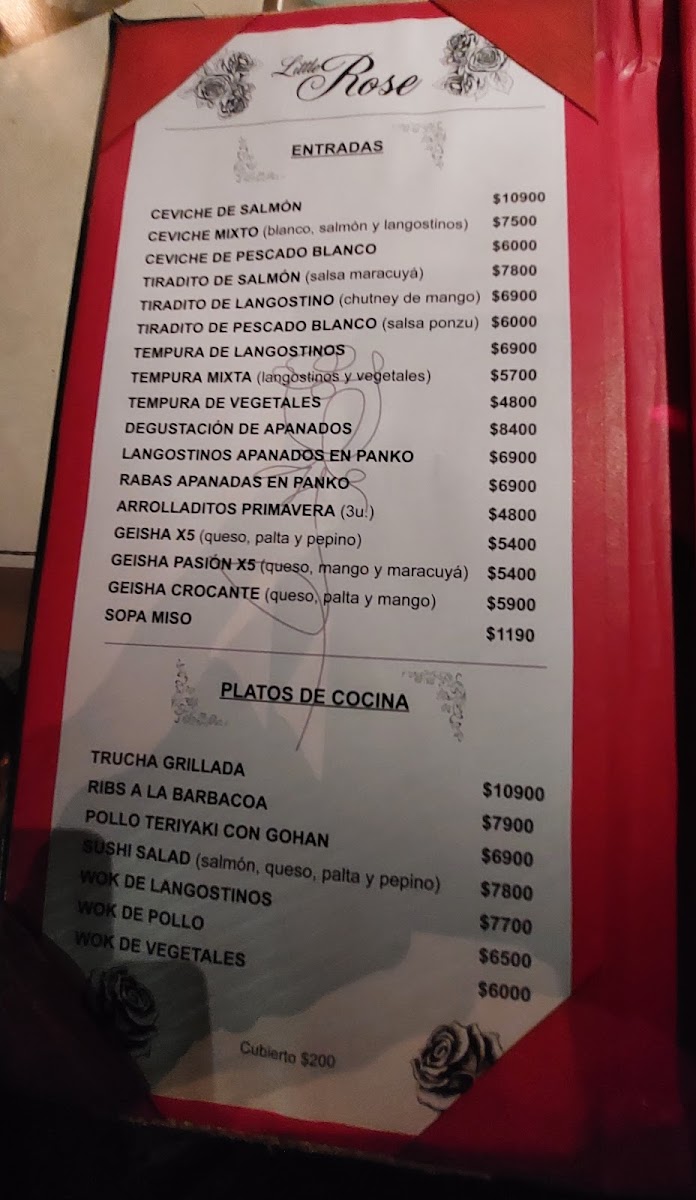 Little Rose
ENTRADAS
CEVICHE DE SALMÓN $10900
CEVICHE MIXTO (blanco, salmón y langostinos) $7500
CEVICHE DE PESCADO BLANCO $6000
TIRADITO DE SALMÓN (salsa maracuyá) $7800
TIRADITO DE LANGOSTINO (chutney de mango) $6900
TIRADITO DE PESCADO BLANCO (salsa ponzu) $6000
TEMPURA DE LANGOSTINOS $6900
TEMPURA MIXTA (langostinos y vegetales) $5700
TEMPURA DE VEGETALES $4800
DEGUSTACIÓN DE APANADOS $8400
LANGOSTINOS APANADOS EN PANKO $6900
RABAS APANADAS EN PANKO $6900
ARROLLADITOS PRIMAVERA (3u.) $4800
GEISHA X5 (queso, palta y pepino) $5400
GEISHA PASIÓN X5 (queso, mango y maracuyá) $5400
GEISHA CROCANTE (queso, palta y mango) $5900
SOPA MISO $1190
PLATOS DE COCINA
TRUCHA GRILLADA $10900
RIBS A LA BARBACOA $7900
POLLO TERIYAKI CON GOHAN $6900
SUSHI SALAD (salmón, queso, palta y pepino) $7800
WOK DE LANGOSTINOS $7700
WOK DE POLLO $6500
WOK DE VEGETALES $6000
Cubierto $200